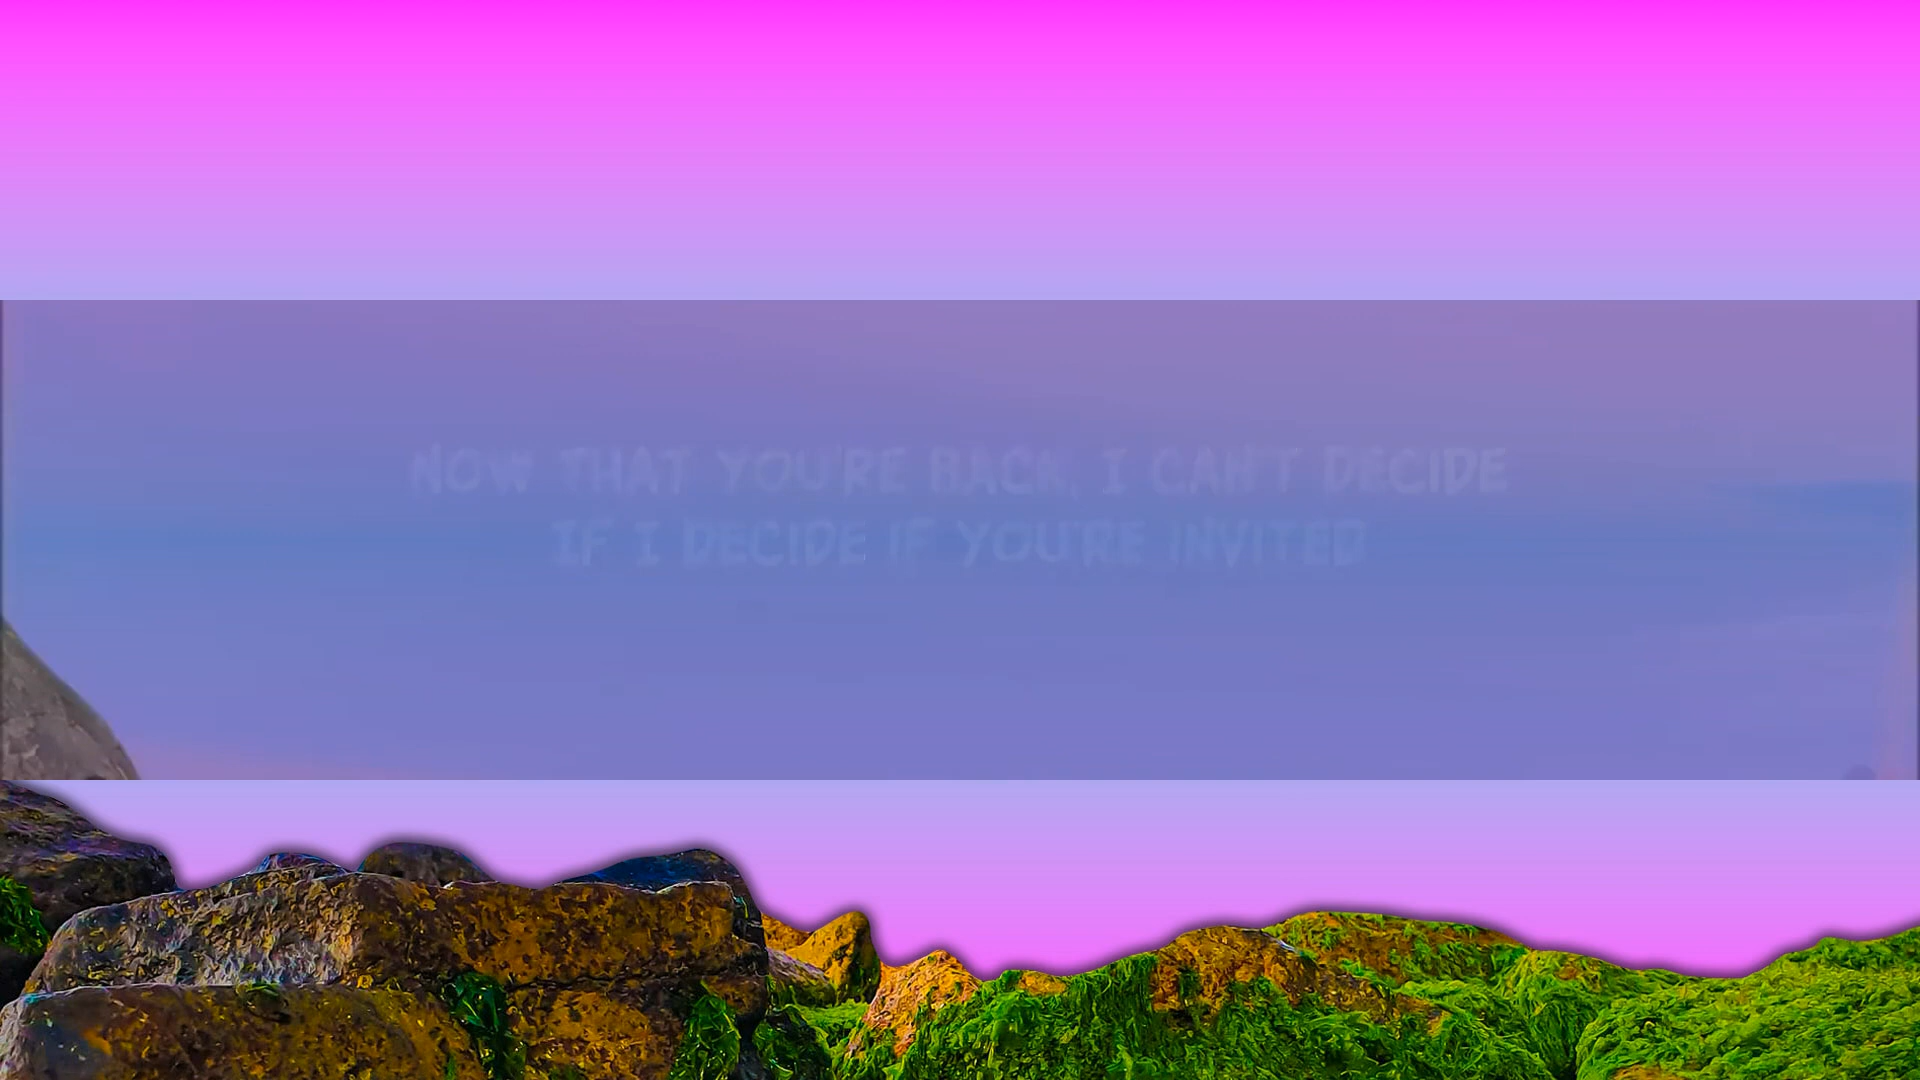 NOW THAT YOU'RE BACK, I CAN'T DECIDE
IF I DECIDE IF YOU'RE INVITED